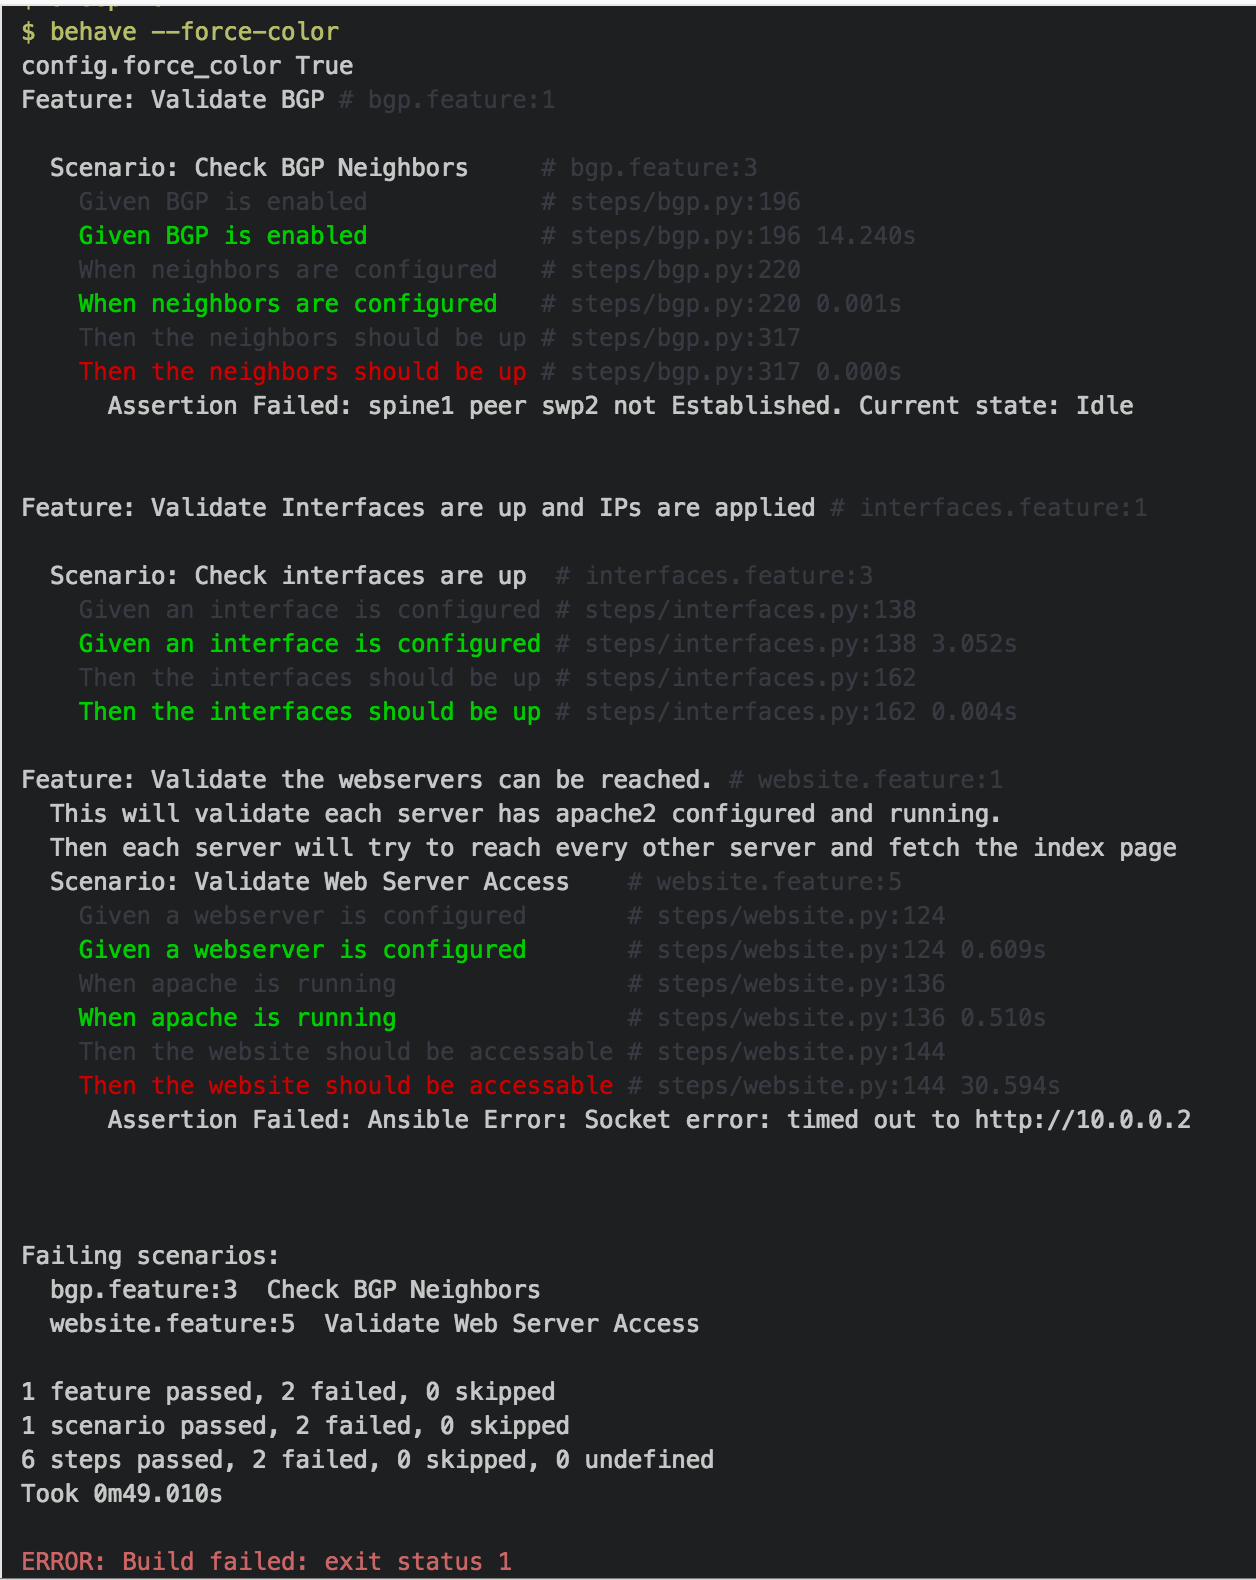 $ behave --force-color
config.force_color True
Feature: Validate BGP # bgp.feature:1
Scenario: Check BGP Neighbors # bgp.feature:3
Given BGP is enabled # steps/bgp.py:196
Given BGP is enabled # steps/bgp.py:196 14.240s
When neighbors are configured # steps/bgp.py:220
When neighbors are configured # steps/bgp.py:220 0.001s
Then the neighbors should be up # steps/bgp.py:317
Then the neighbors should be up # steps/bgp.py:317 0.000s
Assertion Failed: spine1 peer swp2 not Established. Current state: Idle
Feature: Validate Interfaces are up and IPs are applied # interfaces.feature:1
Scenario: Check interfaces are up # interfaces.feature:3
Given an interface is configured # steps/interfaces.py:138
Given an interface is configured # steps/interfaces.py:138 3.052s
Then the interfaces should be up # steps/interfaces.py:162
Then the interfaces should be up # steps/interfaces.py:162 0.004s
Feature: Validate the webservers can be reached. # website.feature:1
This will validate each server has apache2 configured and running.
Then each server will try to reach every other server and fetch the index page
Scenario: Validate Web Server Access # website.feature:5
Given a webserver is configured # steps/website.py:124
Given a webserver is configured # steps/website.py:124 0.609s
When apache is running # steps/website.py:136
When apache is running # steps/website.py:136 0.510s
Then the website should be accessable # steps/website.py:144
Then the website should be accessable # steps/website.py:144 30.594s
Assertion Failed: Ansible Error: Socket error: timed out to http://10.0.0.2
Failing scenarios:
bgp.feature:3 Check BGP Neighbors
website.feature:5 Validate Web Server Access
1 feature passed, 2 failed, 0 skipped
1 scenario passed, 2 failed, 0 skipped
6 steps passed, 2 failed, 0 skipped, 0 undefined
Took 0m49.010s
ERROR: Build failed: exit status 1